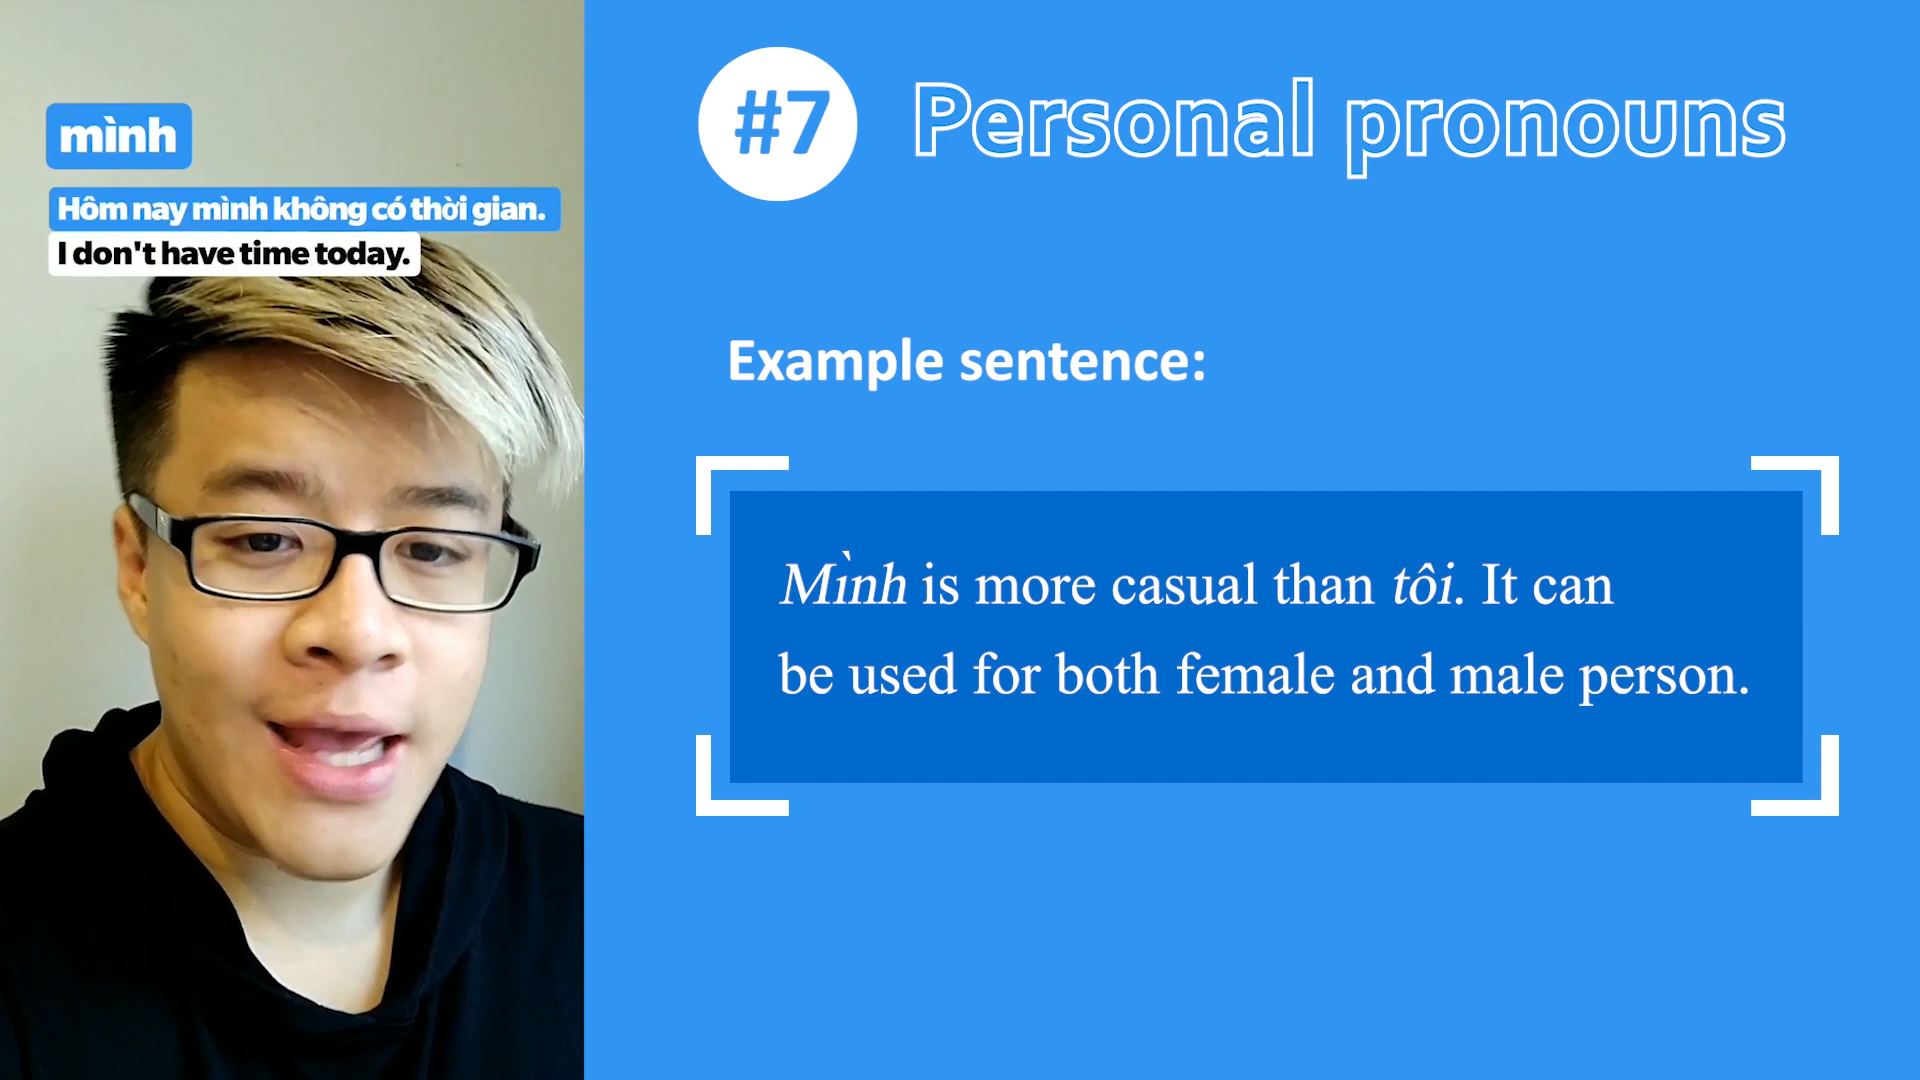 mình
Hôm nay mình không có thời gian.
I don't have time today.
#7 Personal pronouns
Example sentence:
Mình is more casual than tôi. It can
be used for both female and male person.